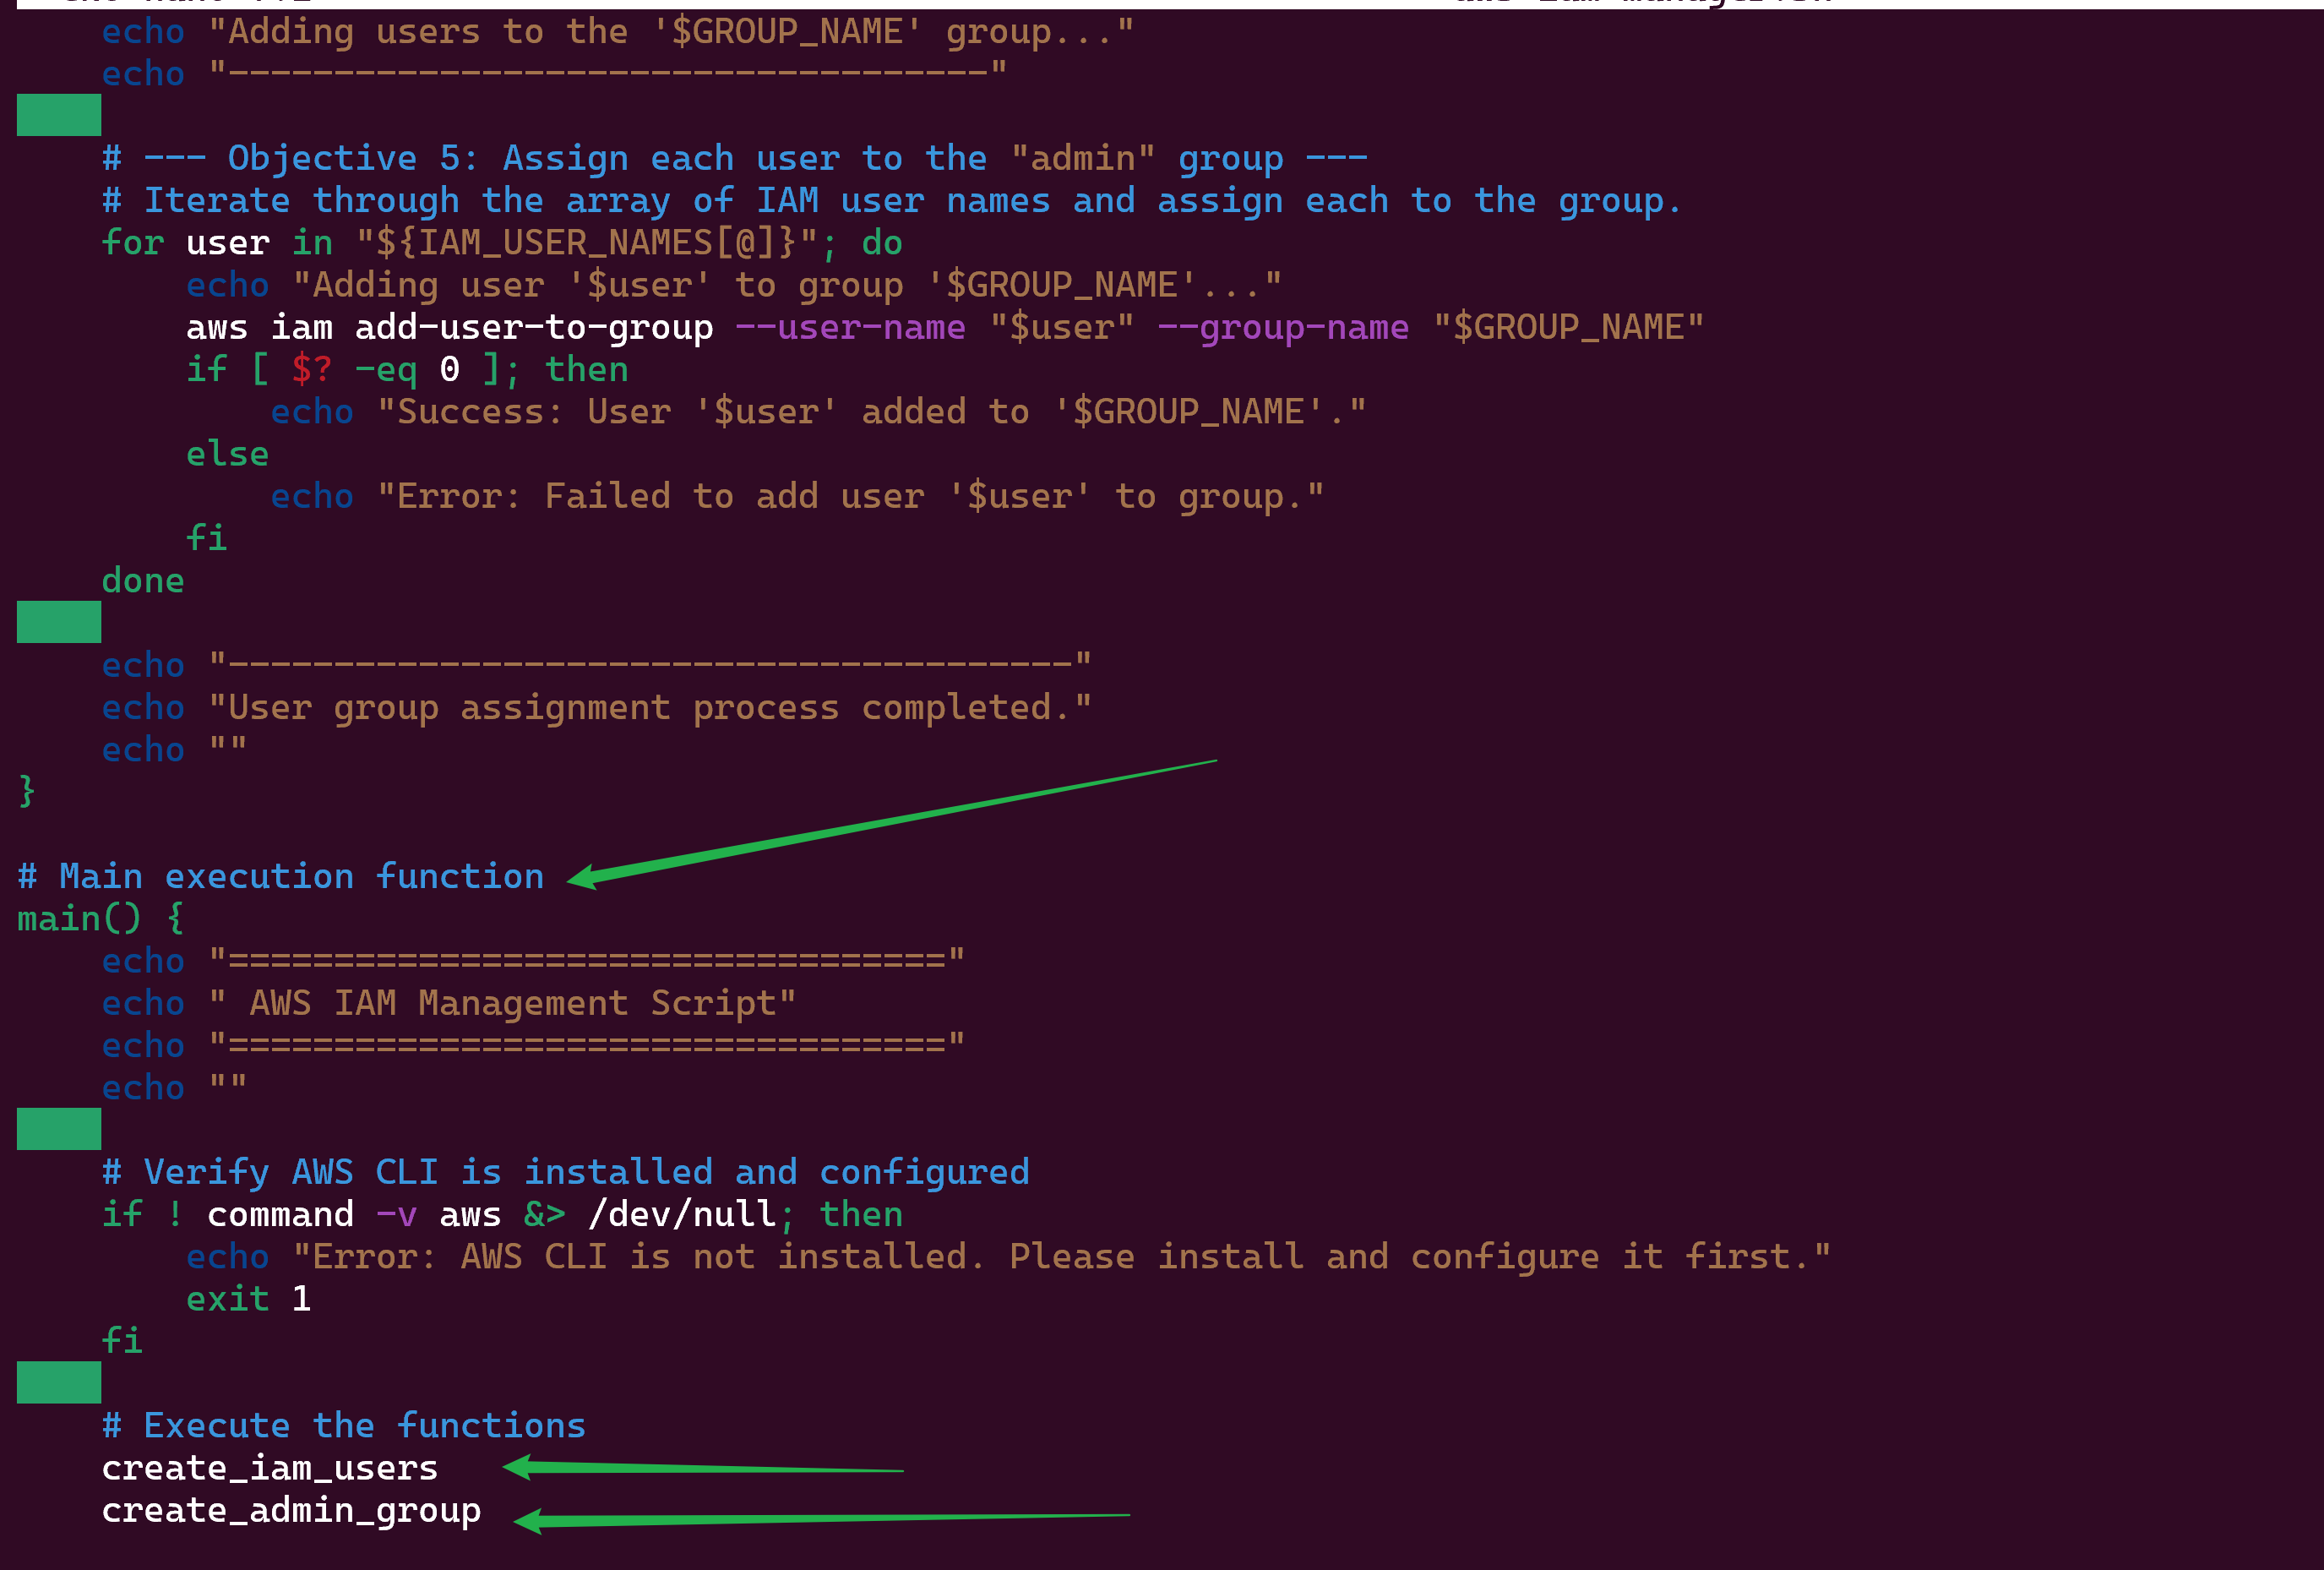 echo "Adding users to the '$GROUP_NAME' group..."
echo "------------------------------------"
# --- Objective 5: Assign each user to the "admin" group ---
# Iterate through the array of IAM user names and assign each to the group.
for user in "${IAM_USER_NAMES[@]}"; do
echo "Adding user '$user' to group '$GROUP_NAME'..."
aws iam add-user-to-group --user-name "$user" --group-name "$GROUP_NAME"
if [ $? -eq 0 ]; then
echo "Success: User '$user' added to '$GROUP_NAME'."
else
echo "Error: Failed to add user '$user' to group."
fi
done
echo "----------------------------------------"
echo "User group assignment process completed."
echo ""
}
# Main execution function
main() {
echo "=================================="
echo " AWS IAM Management Script"
echo "=================================="
echo ""
# Verify AWS CLI is installed and configured
if ! command -v aws &> /dev/null; then
echo "Error: AWS CLI is not installed. Please install and configure it first."
exit 1
fi
# Execute the functions
create_iam_users
create_admin_group